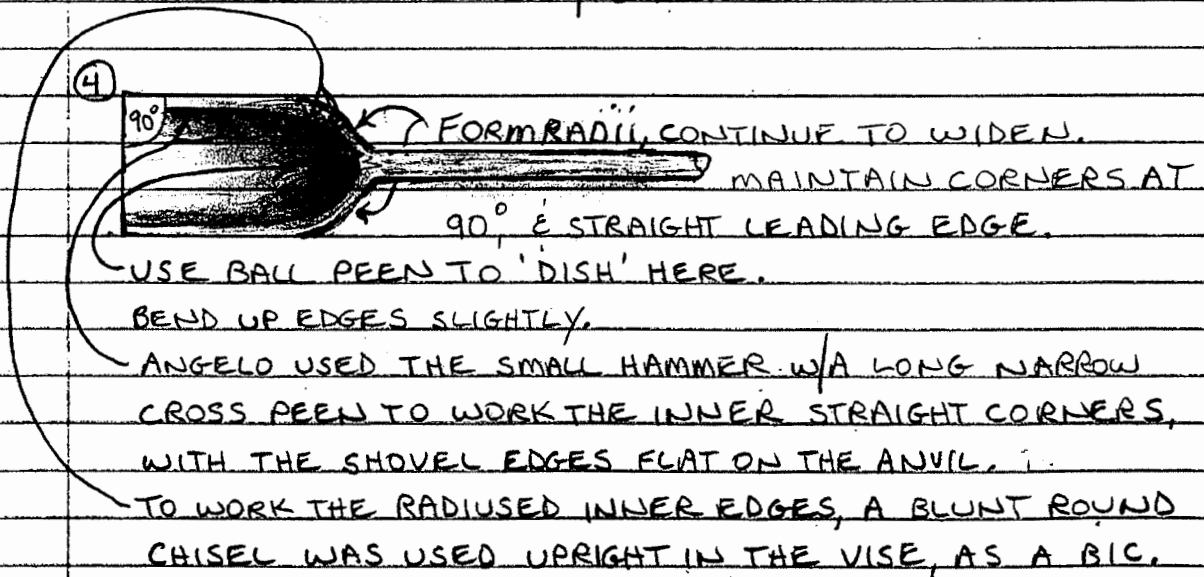 4
90° FORM RADII, CONTINUE TO WIDEN.
MAINTAIN CORNERS AT
90°, & STRAIGHT LEADING EDGE.
USE BALL PEEN TO 'DISH' HERE.
BEND UP EDGES SLIGHTLY.
ANGELO USED THE SMALL HAMMER W/A LONG NARROW
CROSS PEEN TO WORK THE INNER STRAIGHT CORNERS,
WITH THE SHOVEL EDGES FLAT ON THE ANVIL.
TO WORK THE RADIUSED INNER EDGES, A BLUNT ROUND
CHISEL WAS USED UPRIGHT IN THE VISE, AS A BIC.